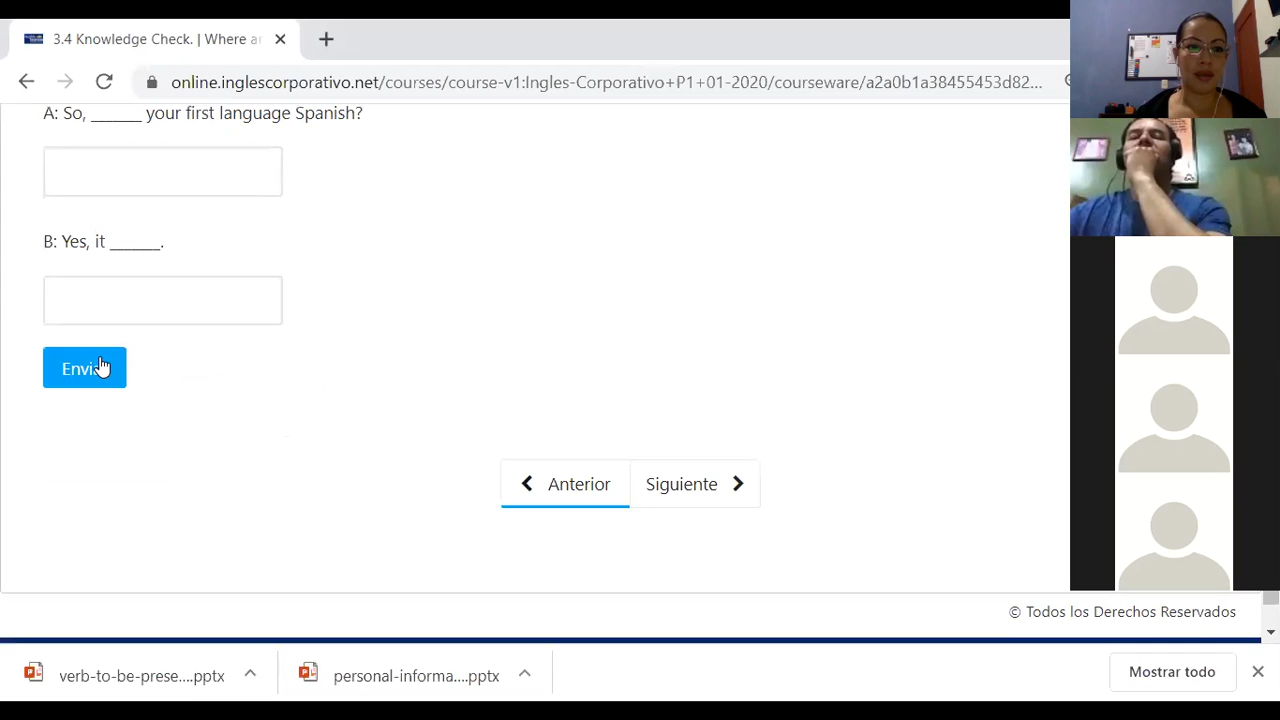 3.4 Knowledge Check. | Where a
online.inglescorporativo.net/courses/course-v1:Ingles-Corporativo+P1+01-2020/courseware/a2a0b1a38455453d82...
A: So, ______ your first language Spanish?
B: Yes, it ______.
Envi
Anterior Siguiente
© Todos los Derechos Reservados
verb-to-be-prese....pptx personal-informa....pptx Mostrar todo